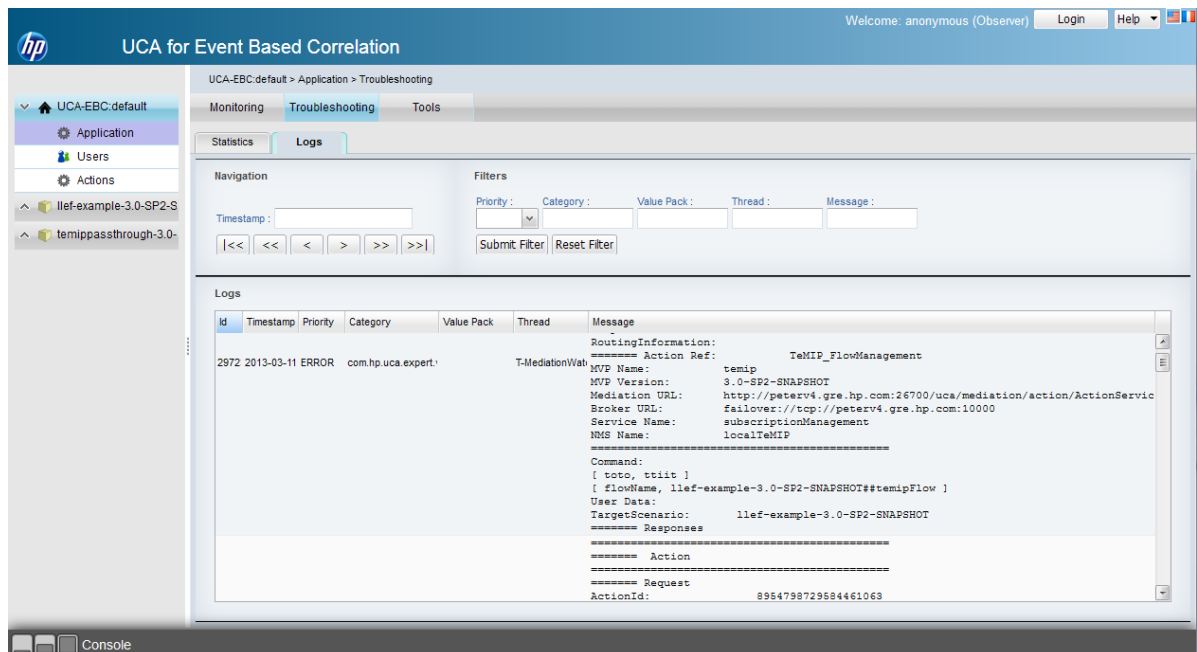 Welcome: anonymous (Observer) Login Help
hp UCA for Event Based Correlation
UCA-EBC:default > Application > Troubleshooting
UCA-EBC:default
Application
Users
Actions
llef-example-3.0-SP2-S
temippassthrough-3.0-
Monitoring Troubleshooting Tools
Statistics Logs
Navigation
Timestamp :
|<< << < > >> >>|
Filters
Priority : Category : Value Pack : Thread : Message :
Submit Filter Reset Filter
Logs
Id Timestamp Priority Category Value Pack Thread Message
2972 2013-03-11 ERROR com.hp.uca.expert. T-MediationWat
RoutingInformation:
======= Action Ref: TeMIP_FlowManagement
MVP Name: temip
MVP Version: 3.0-SP2-SNAPSHOT
Mediation URL: http://peterv4.gre.hp.com:26700/uca/mediation/action/ActionServic
Broker URL: failover://tcp://peterv4.gre.hp.com:10000
Service Name: subscriptionManagement
NMS Name: localTeMIP
=============================================
Command:
[ toto, ttiit ]
[ flowName, llef-example-3.0-SP2-SNAPSHOT##temipFlow ]
User Data:
TargetScenario: llef-example-3.0-SP2-SNAPSHOT
======= Responses
=============================================
======= Action
=============================================
======= Request
ActionId: 8954798729584461063
Console